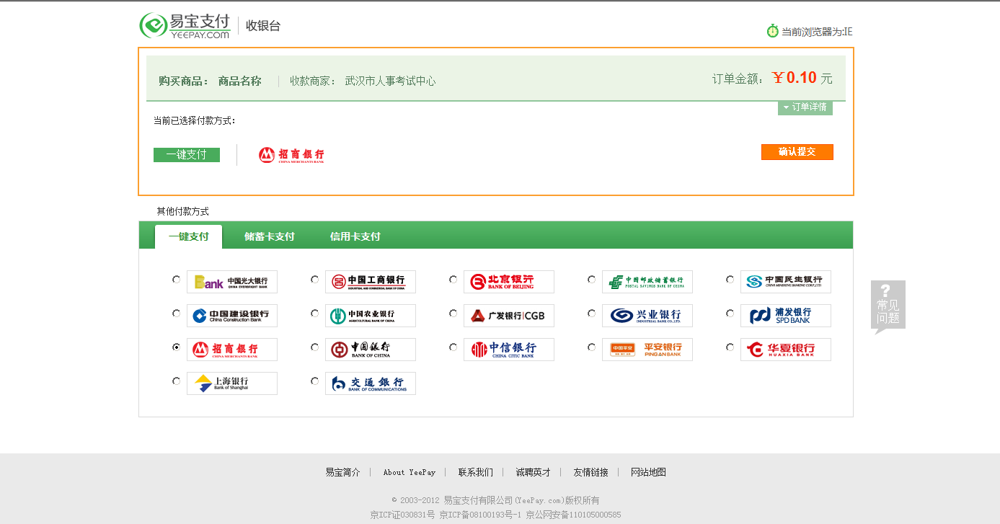 易宝支付 YEEPAY.COM 收银台
当前浏览器为:IE
购买商品： 商品名称 收款商家： 武汉市人事考试中心 订单金额： ￥0.10 元
订单详情
当前已选择付款方式：
一键支付 招商银行 CHINA MERCHANTS BANK 确认提交
其他付款方式
一键支付 储蓄卡支付 信用卡支付
Bank 中国光大银行 CHINA EVERBRIGHT BANK
中国工商银行 INDUSTRIAL AND COMMERCIAL BANK OF CHINA
北京银行 BANK OF BEIJING
中国邮政储蓄银行 POSTAL SAVINGS BANK OF CHINA
中国民生银行 CHINA MINSHENG BANKING CORP.,LTD.
中国建设银行 China Construction Bank
中国农业银行 AGRICULTURAL BANK OF CHINA
广发银行|CGB
兴业银行 INDUSTRIAL BANK CO.,LTD.
浦发银行 SPD BANK
招商银行 CHINA MERCHANTS BANK
中国银行 BANK OF CHINA
中信银行 CHINA CITIC BANK
中国平安 平安银行 PING AN BANK
华夏银行 HUAXIA BANK
上海银行 Bank of Shanghai
交通银行 BANK OF COMMUNICATIONS
?
常见
问题
易宝简介 | About YeePay | 联系我们 | 诚聘英才 | 友情链接 | 网站地图
© 2003-2012 易宝支付有限公司(YeePay.com)版权所有
京ICP证030831号 京ICP备08100193号-1 京公网安备110105000585